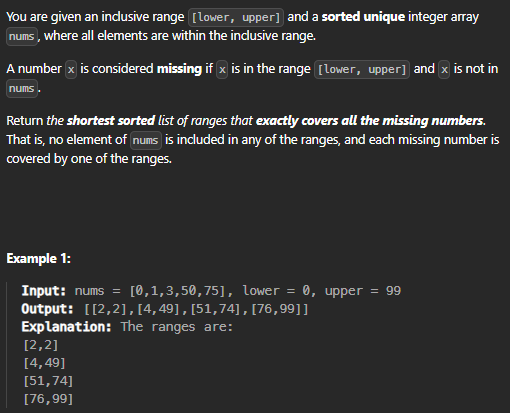 You are given an inclusive range [lower, upper] and a sorted unique integer array
nums, where all elements are within the inclusive range.
A number x is considered missing if x is in the range [lower, upper] and x is not in
nums.
Return the shortest sorted list of ranges that exactly covers all the missing numbers.
That is, no element of nums is included in any of the ranges, and each missing number is
covered by one of the ranges.
Example 1:
Input: nums = [0,1,3,50,75], lower = 0, upper = 99
Output: [[2,2],[4,49],[51,74],[76,99]]
Explanation: The ranges are:
[2,2]
[4,49]
[51,74]
[76,99]